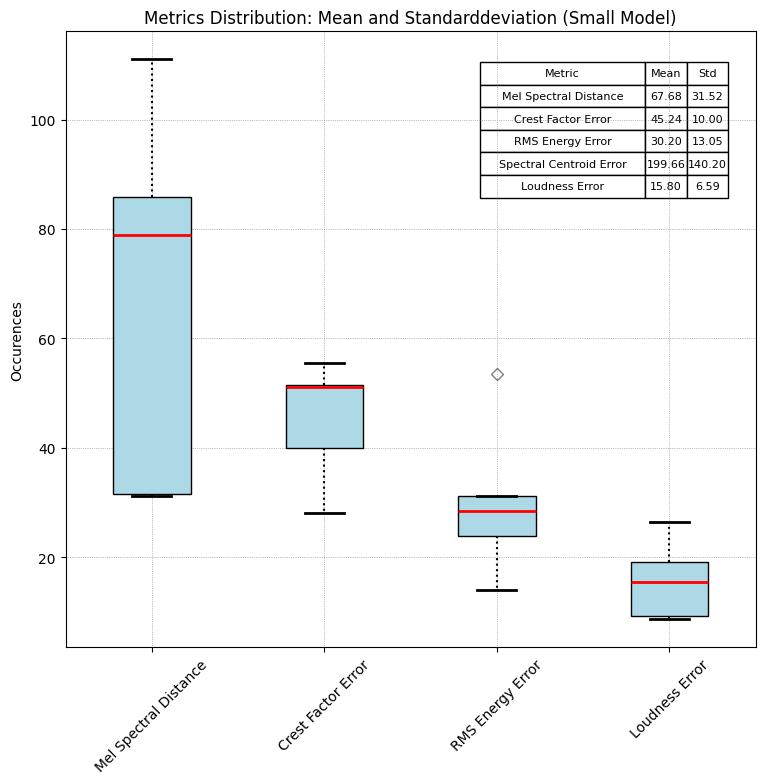 Metrics Distribution: Mean and Standarddeviation (Small Model)
Metric Mean Std
Mel Spectral Distance 67.68 31.52
Crest Factor Error 45.24 10.00
RMS Energy Error 30.20 13.05
Spectral Centroid Error 199.66 140.20
Loudness Error 15.80 6.59
Occurences
100
80
60
40
20
Mel Spectral Distance
Crest Factor Error
RMS Energy Error
Loudness Error